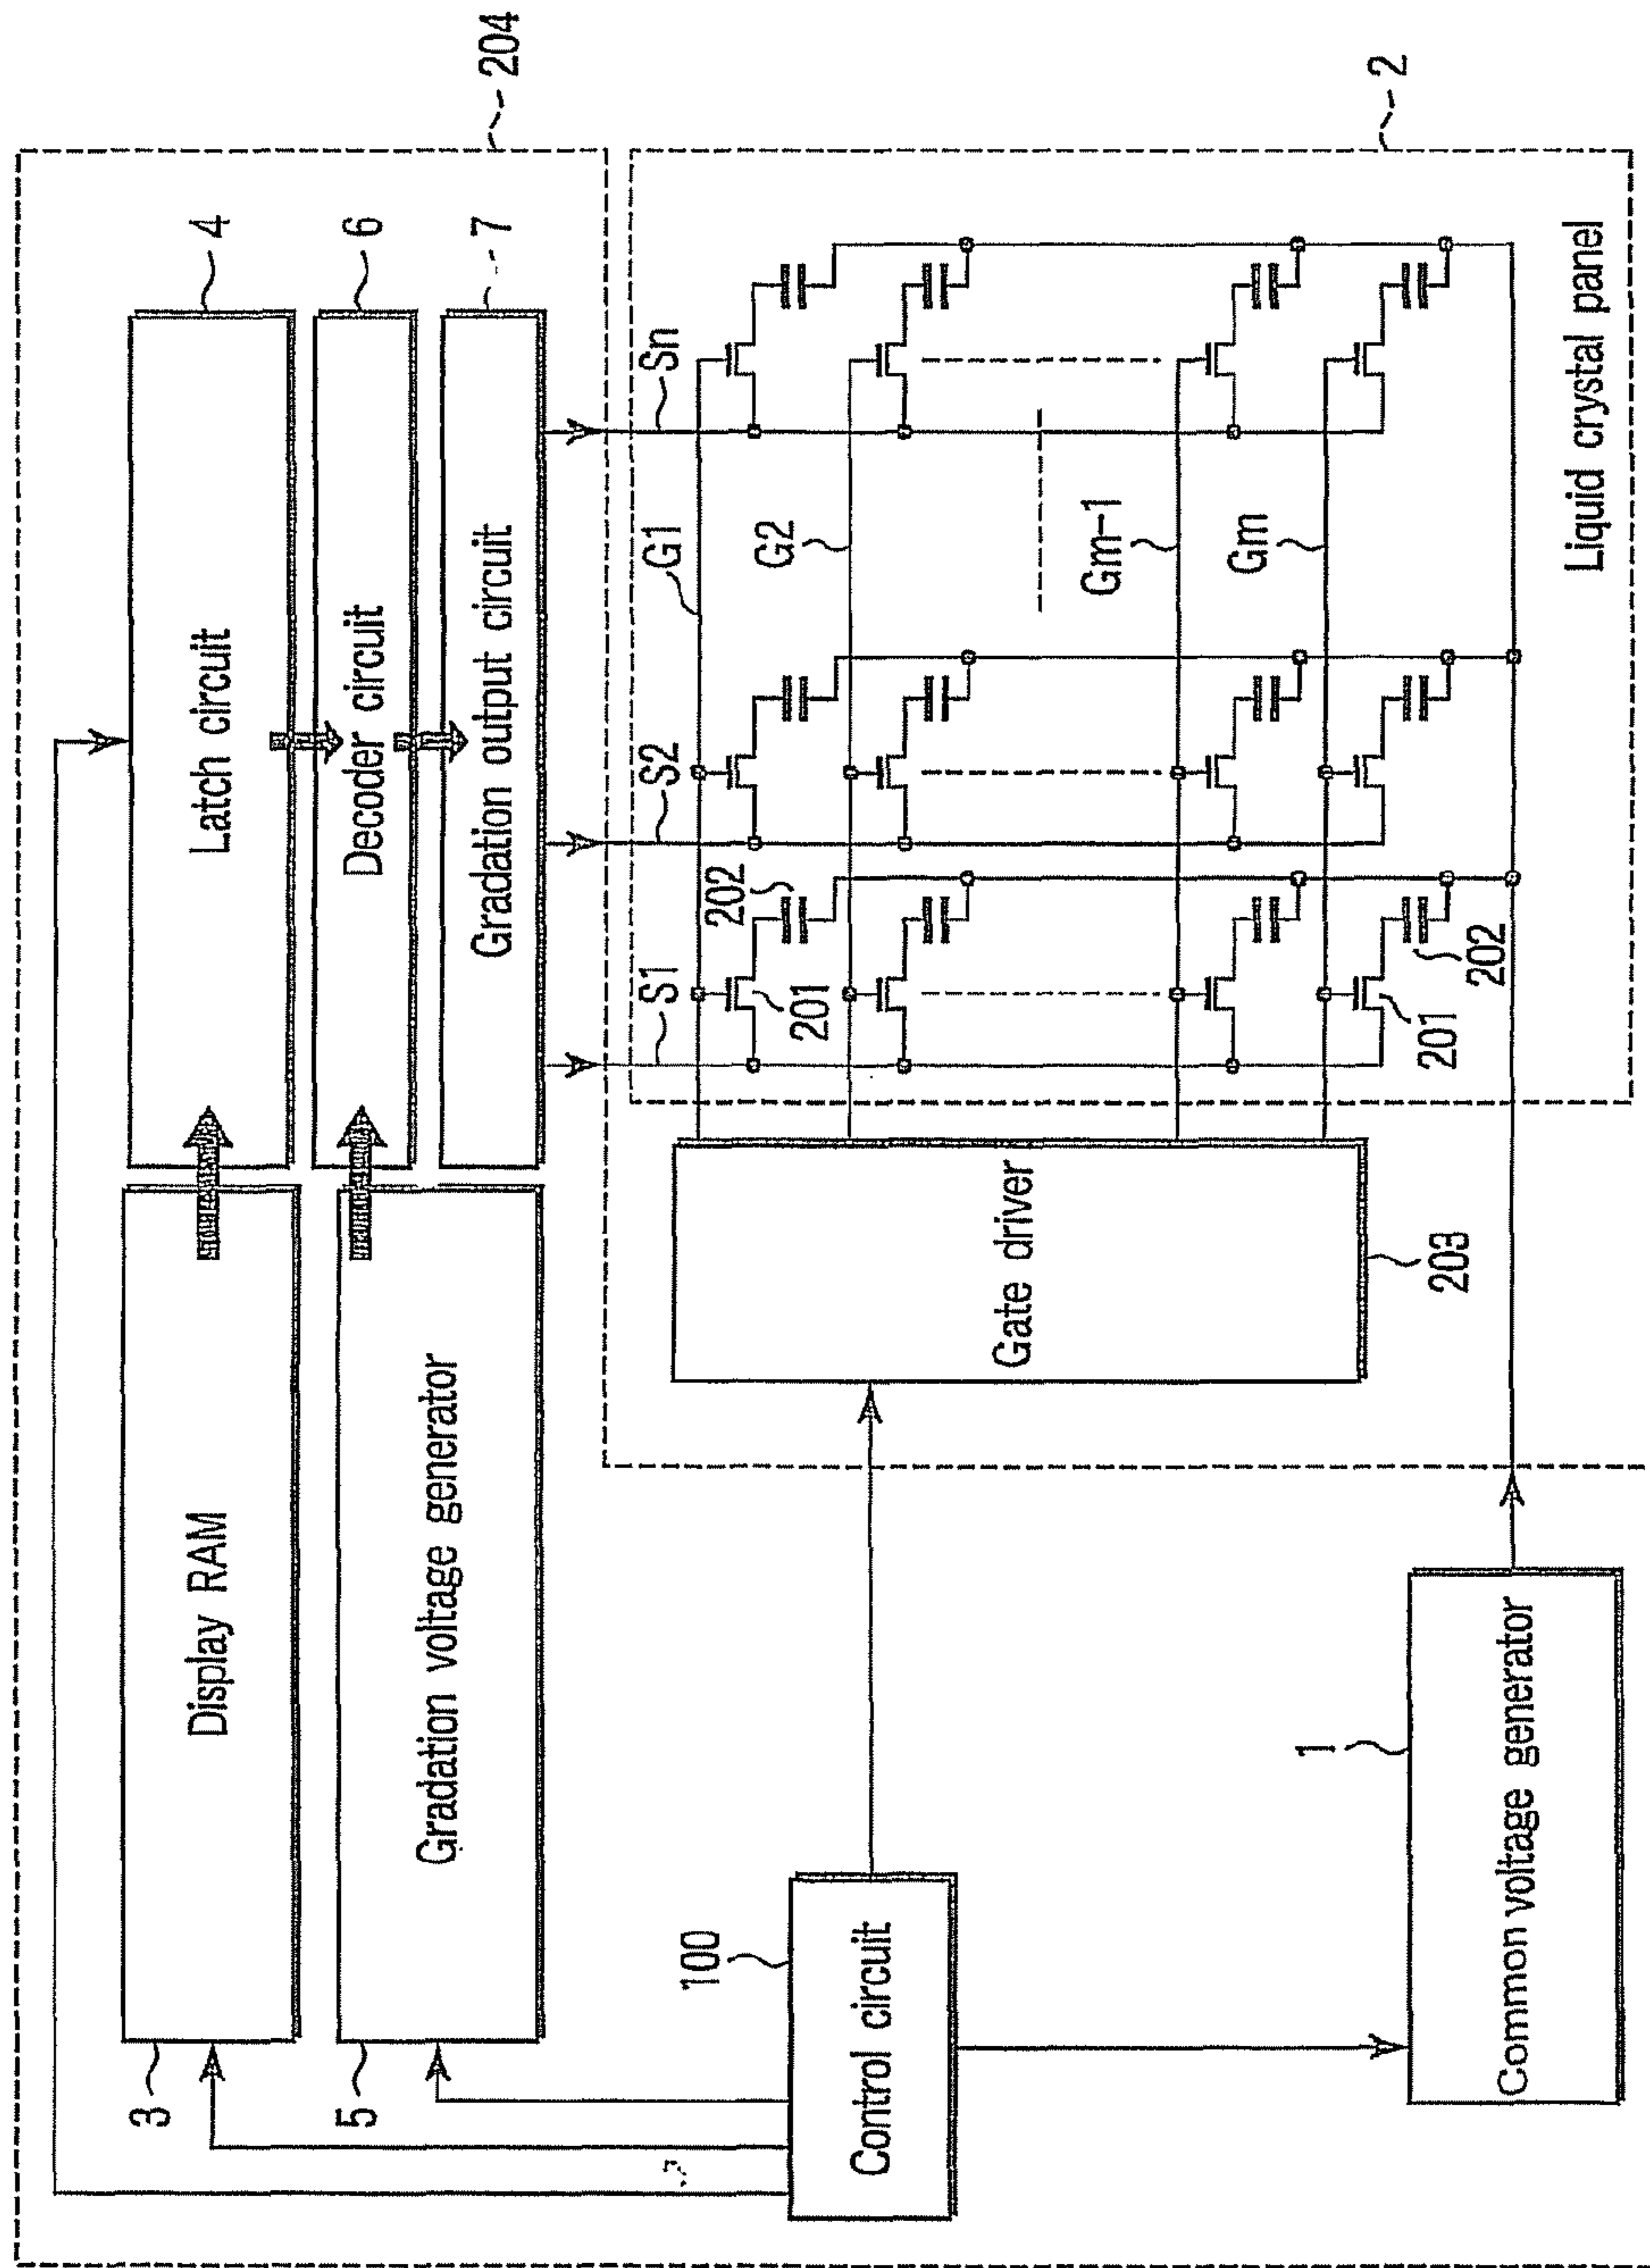 204
3
Display RAM
Latch circuit
4
5
Gradation voltage generator
Decoder circuit
6
Gradation output circuit
7
S1
S2
G1
Sn
202
201
G2
Gate driver
203
Gm-1
Gm
201
202
2
Liquid crystal panel
100
Control circuit
1
Common voltage generator